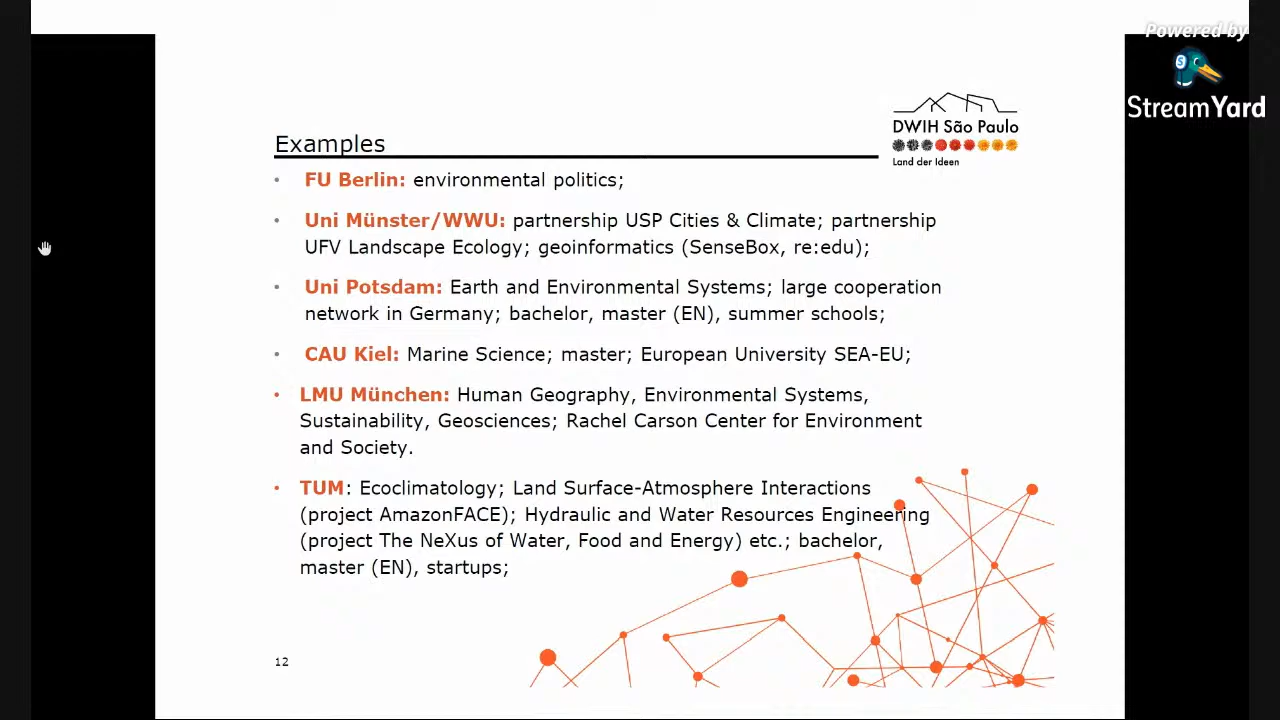 Powered by
StreamYard
DWIH São Paulo
Land der Ideen
Examples
• FU Berlin: environmental politics;
• Uni Münster/WWU: partnership USP Cities & Climate; partnership
UFV Landscape Ecology; geoinformatics (SenseBox, re:edu);
• Uni Potsdam: Earth and Environmental Systems; large cooperation
network in Germany; bachelor, master (EN), summer schools;
• CAU Kiel: Marine Science; master; European University SEA-EU;
• LMU München: Human Geography, Environmental Systems,
Sustainability, Geosciences; Rachel Carson Center for Environment
and Society.
• TUM: Ecoclimatology; Land Surface-Atmosphere Interactions
(project AmazonFACE); Hydraulic and Water Resources Engineering
(project The NeXus of Water, Food and Energy) etc.; bachelor,
master (EN), startups;
12